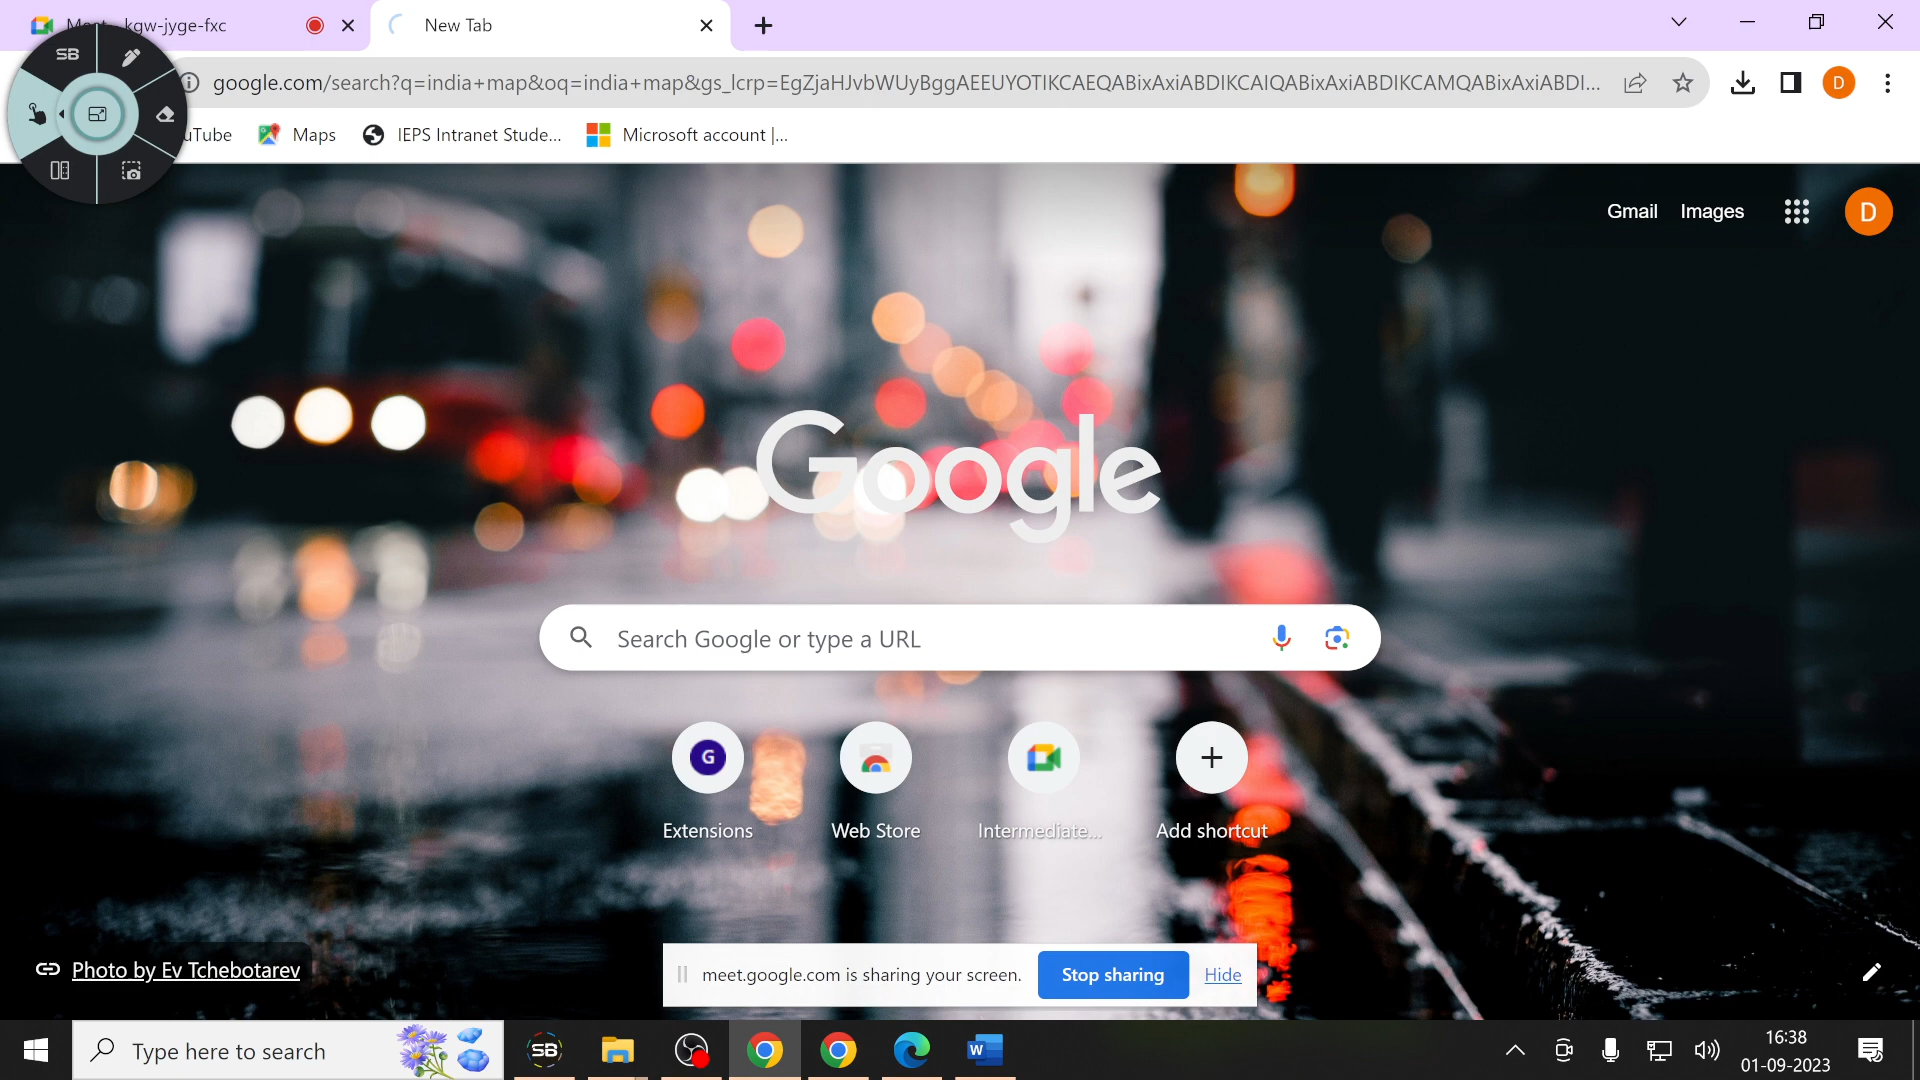 Meet - kgw-jyge-fxc
New Tab
google.com/search?q=india+map&oq=india+map&gs_lcrp=EgZjaHJvbWUyBggAEEUYOTIKCAEQABixAxiABDIKCAIQABixAxiABDIKCAMQABixAxiABDI...
D
SB
uTube
Maps
IEPS Intranet Stude...
Microsoft account |...
Gmail
Images
D
Google
Search Google or type a URL
G
Extensions
Web Store
Intermediate...
Add shortcut
Photo by Ev Tchebotarev
meet.google.com is sharing your screen.
Stop sharing
Hide
Type here to search
SB
W
16:38
01-09-2023